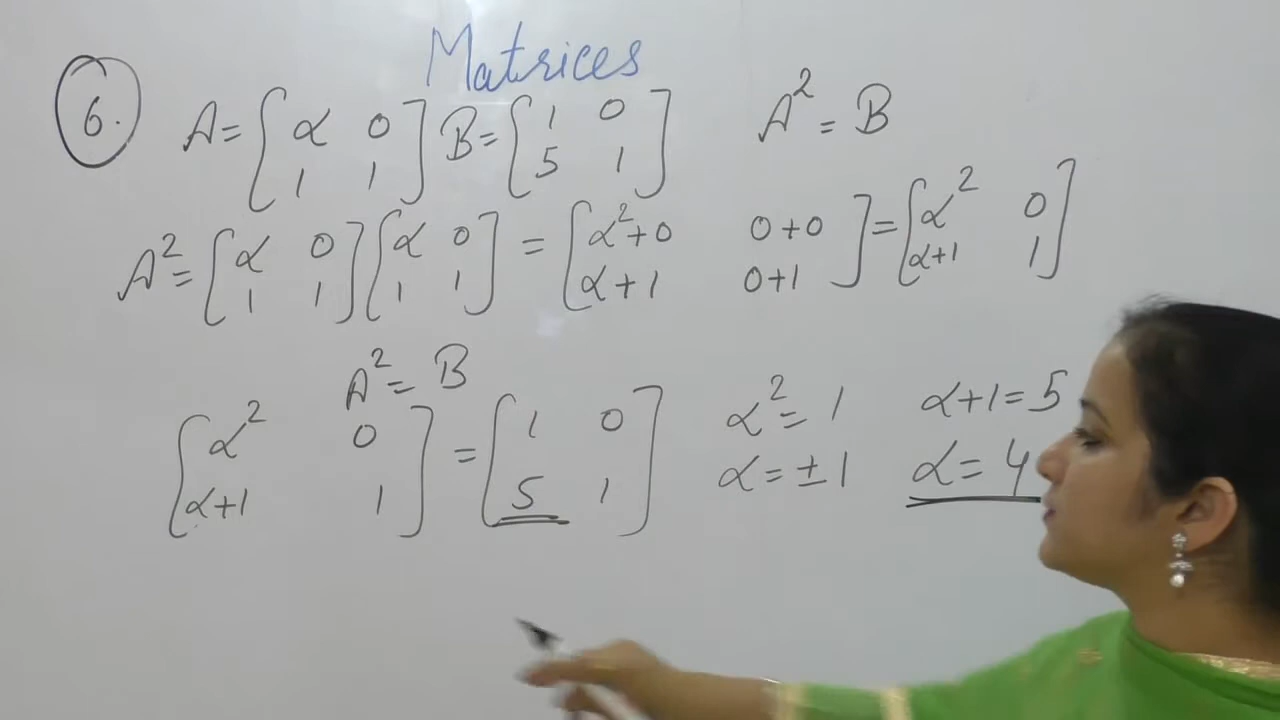 Matrices
6. A = [α 0; 1 1] B = [1 0; 5 1] A² = B
A² = [α 0; 1 1] [α 0; 1 1] = [α²+0 0+0; α+1 0+1] = [α² 0; α+1 1]
A² = B
[α² 0; α+1 1] = [1 0; 5 1]
α² = 1 α+1 = 5
α = ±1 α = 4